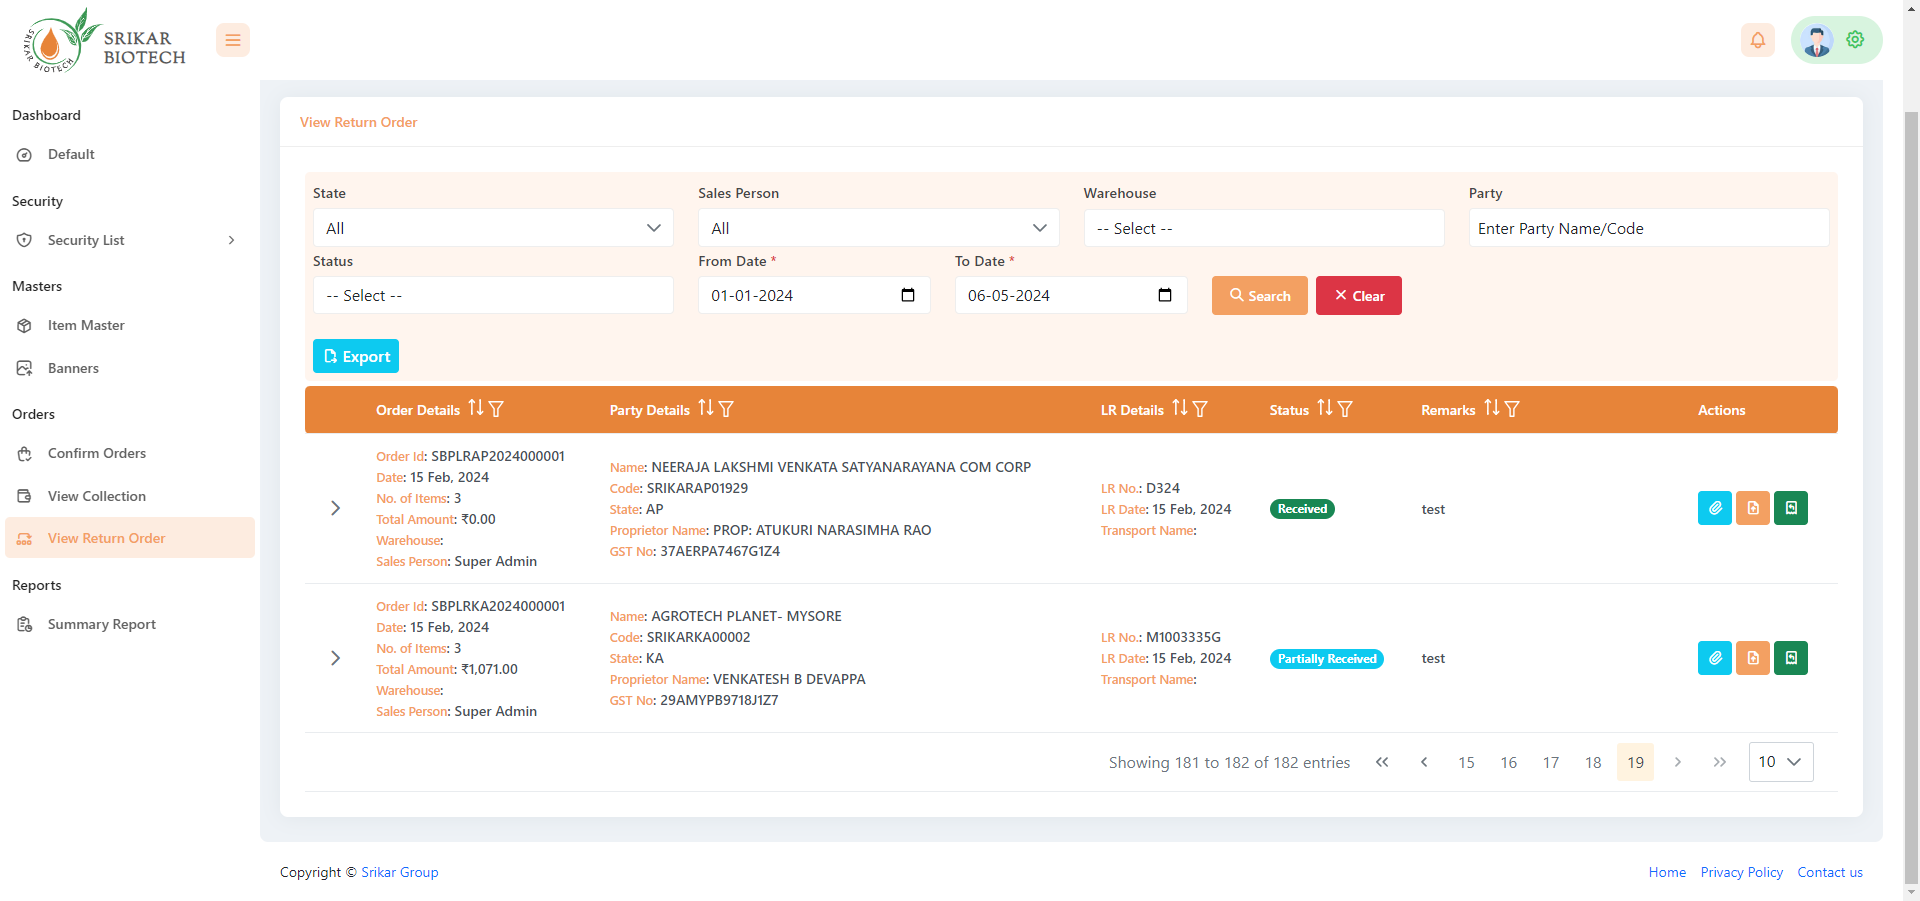 SRIKAR BIOTECH
SRIKAR
BIOTECH
Dashboard
Default
Security
Security List
Masters
Item Master
Banners
Orders
Confirm Orders
View Collection
View Return Order
Reports
Summary Report
View Return Order
State Sales Person Warehouse Party
All All -- Select -- Enter Party Name/Code
Status From Date * To Date *
-- Select -- 01-01-2024 06-05-2024 Search Clear
Export
Order Details Party Details LR Details Status Remarks Actions
Order Id: SBPLRAP2024000001
Date: 15 Feb, 2024
No. of Items: 3
Total Amount: ₹0.00
Warehouse:
Sales Person: Super Admin
Name: NEERAJA LAKSHMI VENKATA SATYANARAYANA COM CORP
Code: SRIKARAP01929
State: AP
Proprietor Name: PROP: ATUKURI NARASIMHA RAO
GST No: 37AERPA7467G1Z4
LR No.: D324
LR Date: 15 Feb, 2024
Transport Name:
Received
test
Order Id: SBPLRKA2024000001
Date: 15 Feb, 2024
No. of Items: 3
Total Amount: ₹1,071.00
Warehouse:
Sales Person: Super Admin
Name: AGROTECH PLANET- MYSORE
Code: SRIKARKA00002
State: KA
Proprietor Name: VENKATESH B DEVAPPA
GST No: 29AMYPB9718J1Z7
LR No.: M1003335G
LR Date: 15 Feb, 2024
Transport Name:
Partially Received
test
Showing 181 to 182 of 182 entries 15 16 17 18 19 10
Copyright © Srikar Group Home Privacy Policy Contact us